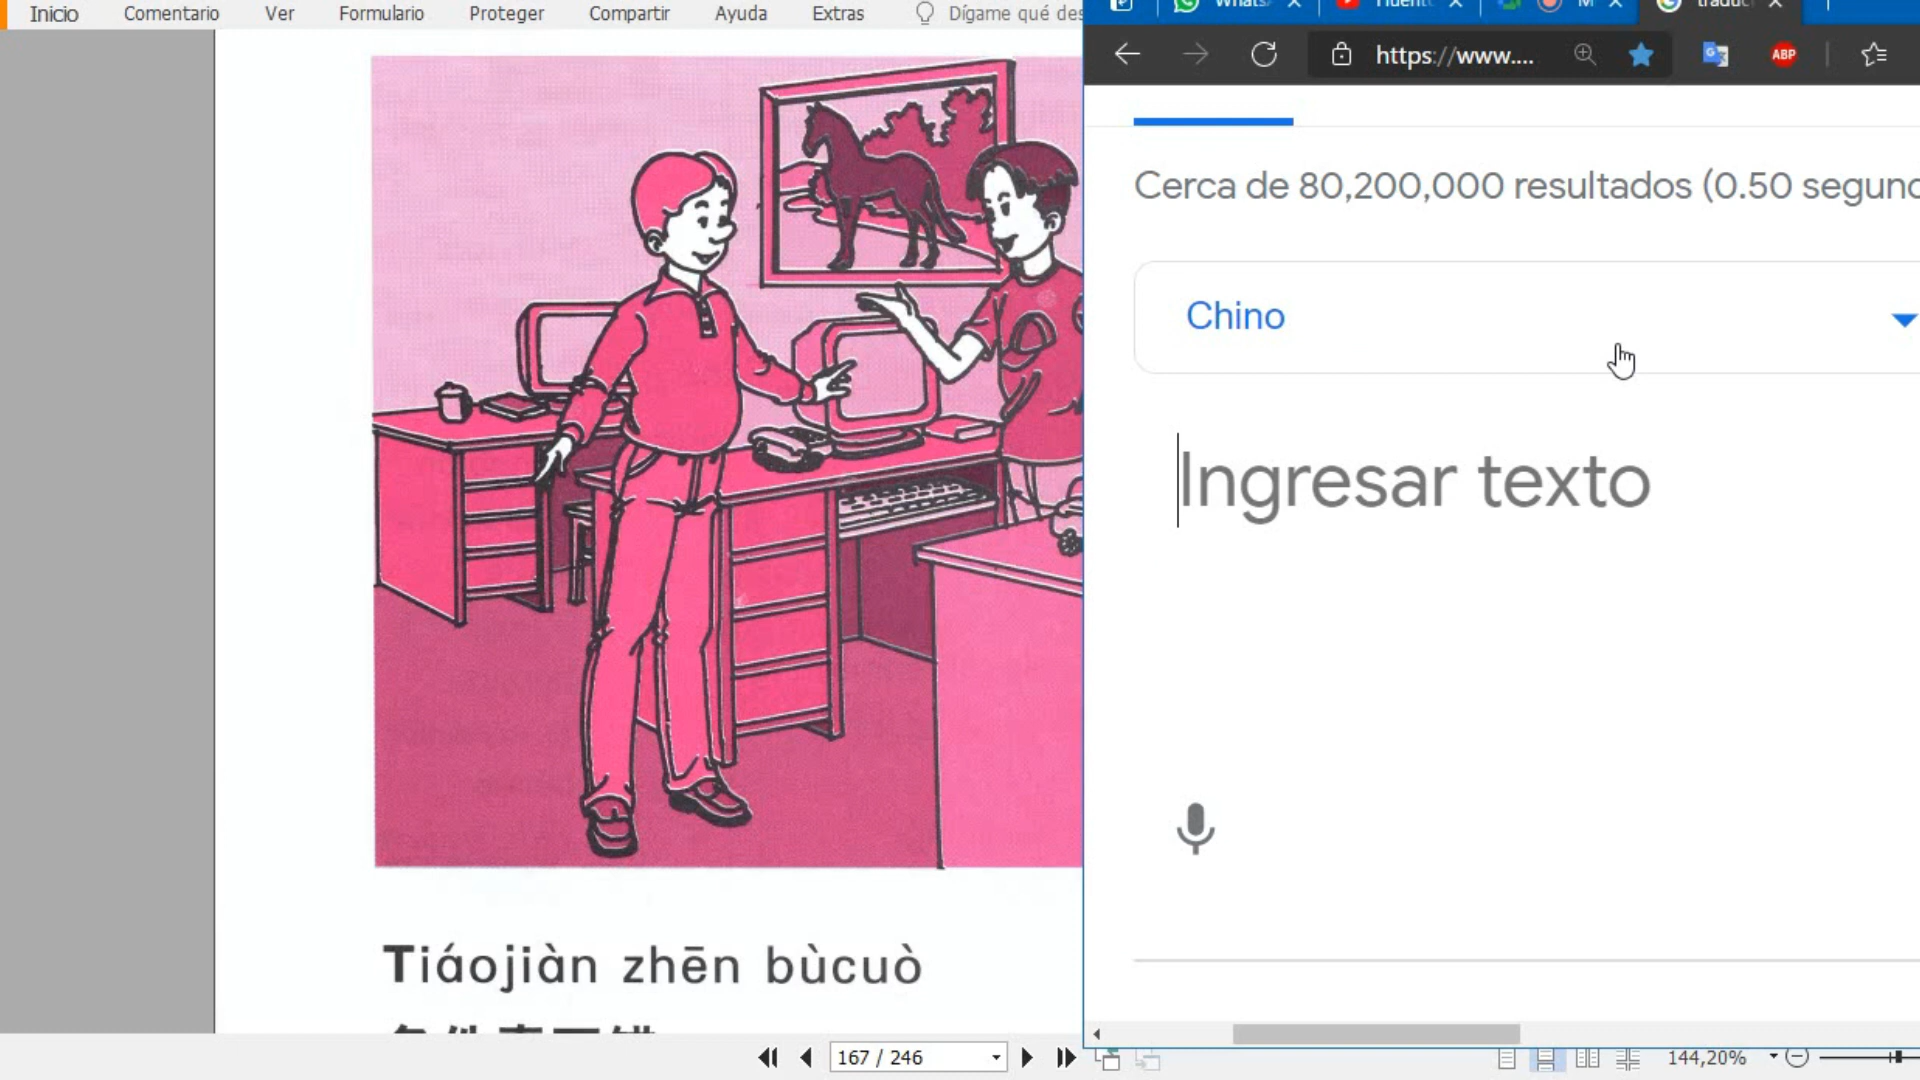 Inicio Comentario Ver Formulario Proteger Compartir Ayuda Extras Dígame qué des
https://www....
ABP
Cerca de 80,200,000 resultados (0.50 segund
Chino
Ingresar texto
Tiáojiàn zhēn bùcuò
167 / 246
144,20%